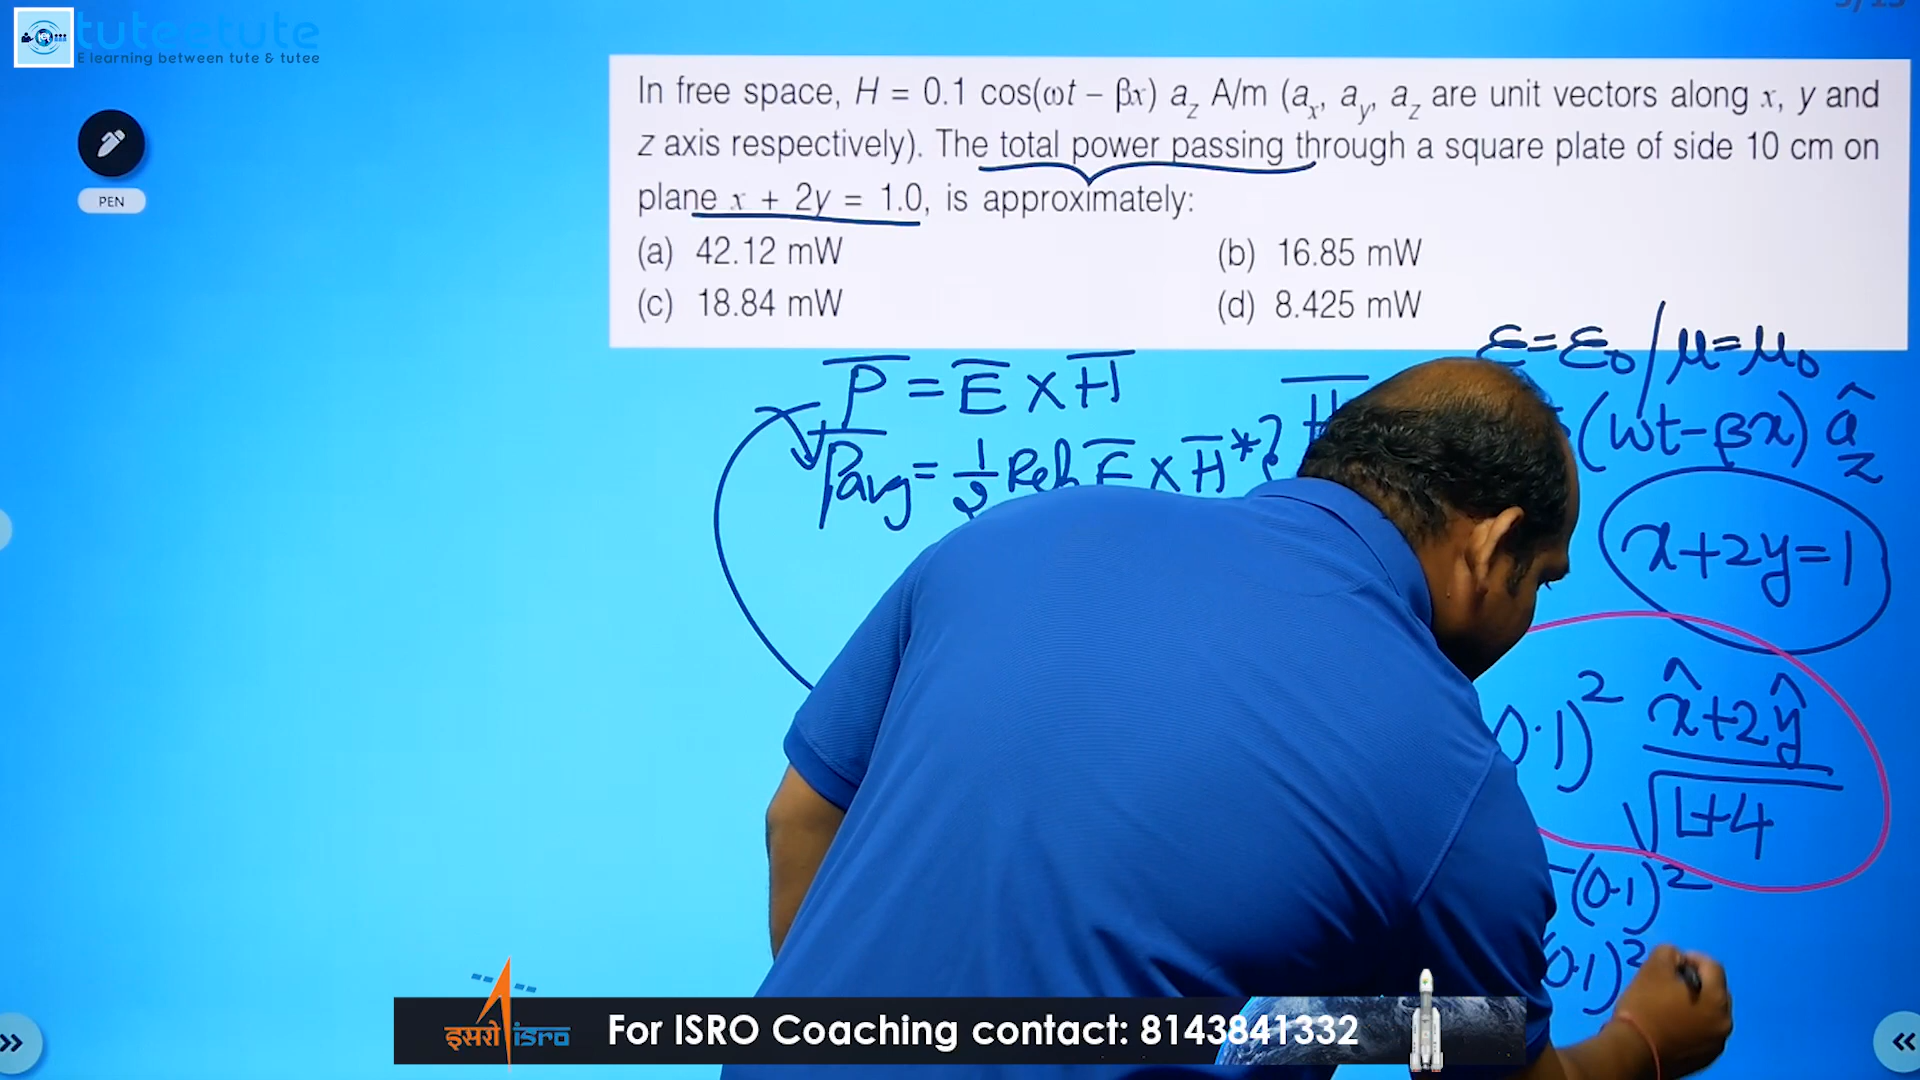 tuteetute
E learning between tute & tutee
PEN
In free space, H = 0.1 cos(ωt – βx) a_z A/m (a_x, a_y, a_z are unit vectors along x, y and
z axis respectively). The total power passing through a square plate of side 10 cm on
plane x + 2y = 1.0, is approximately:
(a) 42.12 mW
(b) 16.85 mW
(c) 18.84 mW
(d) 8.425 mW
ε=ε₀/μ=μ₀
P̅ = E̅ × H̅
(ωt-βx) â_z
P̅avg = 1/2 Re{ E̅ × H̅*}
x+2y=1
0.1)² (x̂+2ŷ)/√(1+4)
(0.1)²
(0.1)²
इसरो isro
For ISRO Coaching contact: 8143841332